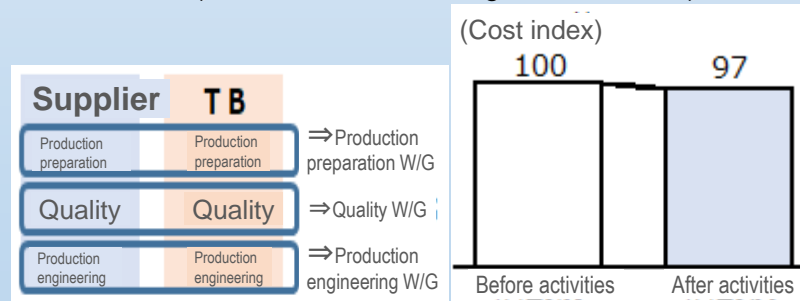 Supplier TB
Production preparation Production preparation ⇒Production preparation W/G
Quality Quality ⇒Quality W/G
Production engineering Production engineering ⇒Production engineering W/G
(Cost index)
100 97
Before activities After activities